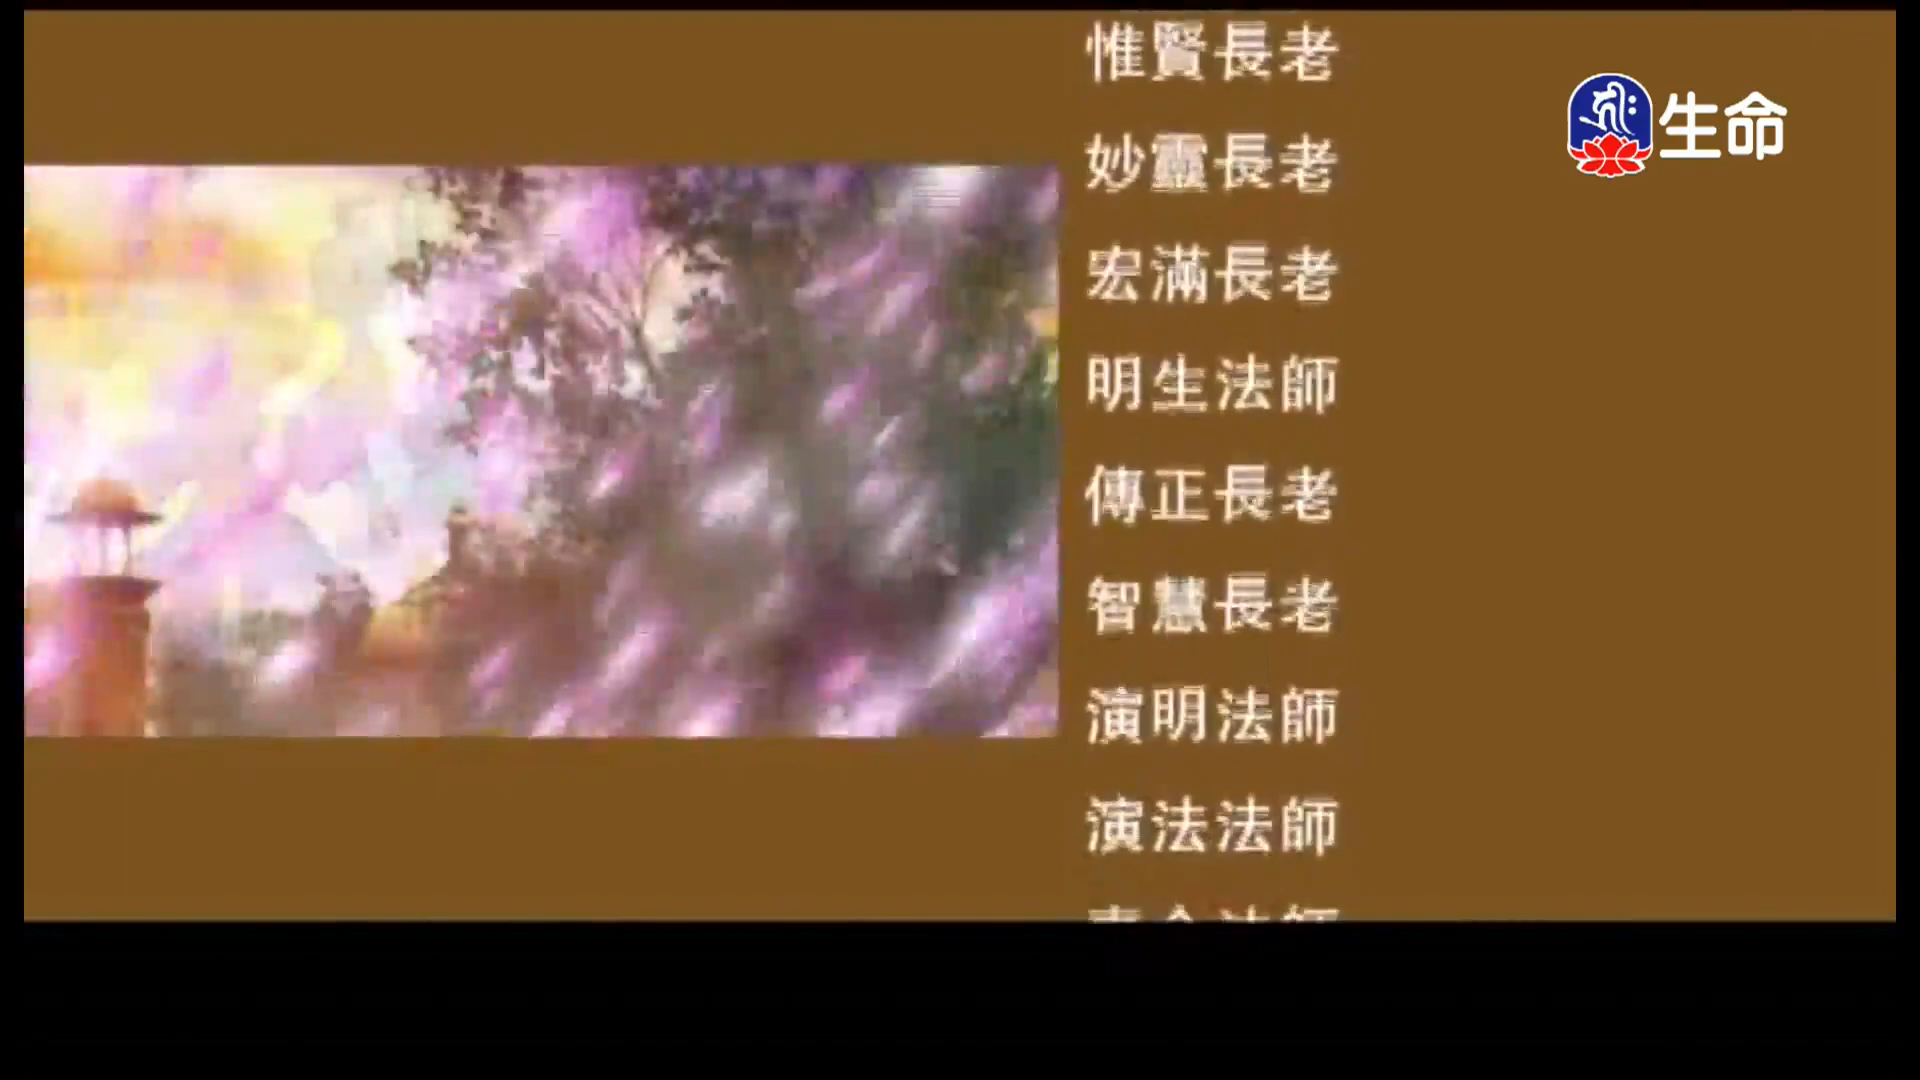 惟賢長老
妙靈長老
宏滿長老
明生法師
傳正長老
智慧長老
演明法師
演法法師
生命